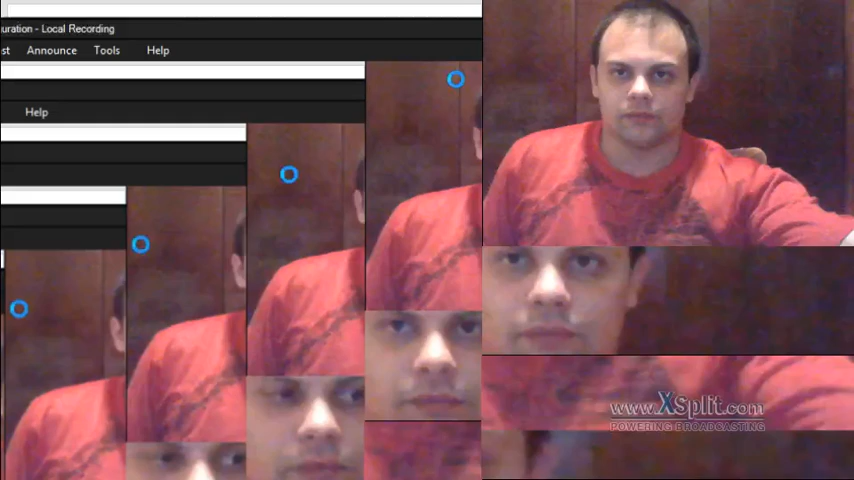 uration - Local Recording
st Announce Tools Help
Help
www.XSplit.com
POWERING BROADCASTING